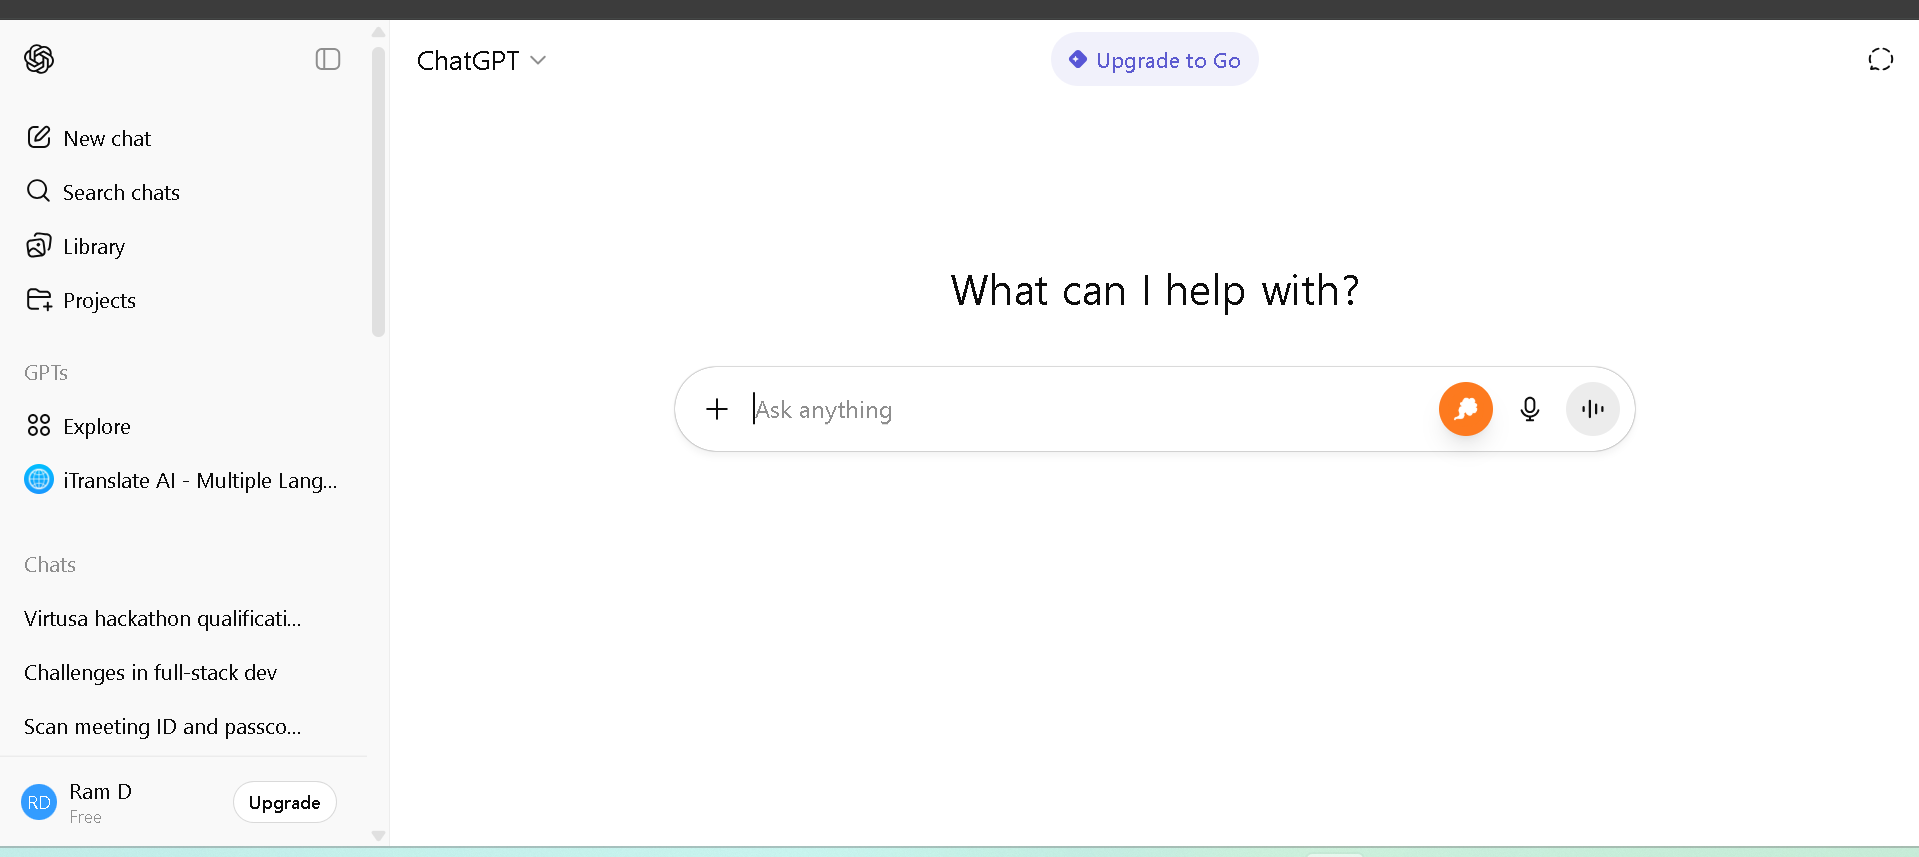 New chat
Search chats
Library
Projects
GPTs
Explore
iTranslate AI - Multiple Lang...
Chats
Virtusa hackathon qualificati...
Challenges in full-stack dev
Scan meeting ID and passco...
RD
Ram D
Free
Upgrade
ChatGPT
Upgrade to Go
What can I help with?
Ask anything